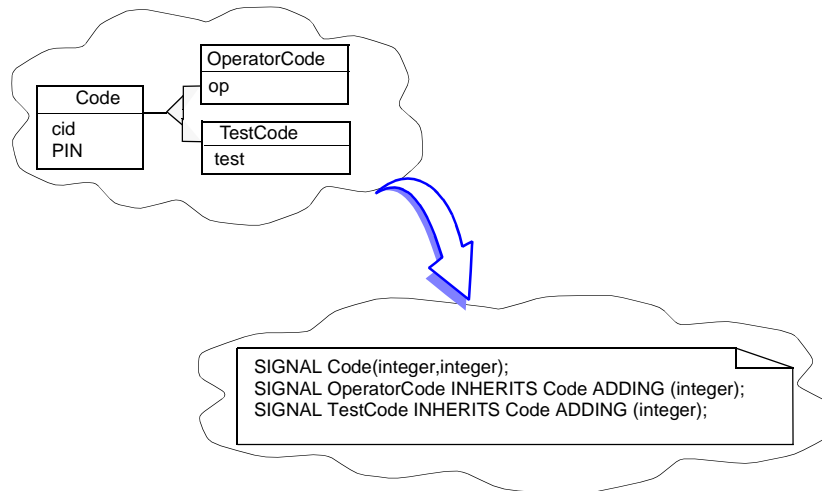 OperatorCode
op
Code
cid
PIN
TestCode
test
SIGNAL Code(integer,integer);
SIGNAL OperatorCode INHERITS Code ADDING (integer);
SIGNAL TestCode INHERITS Code ADDING (integer);